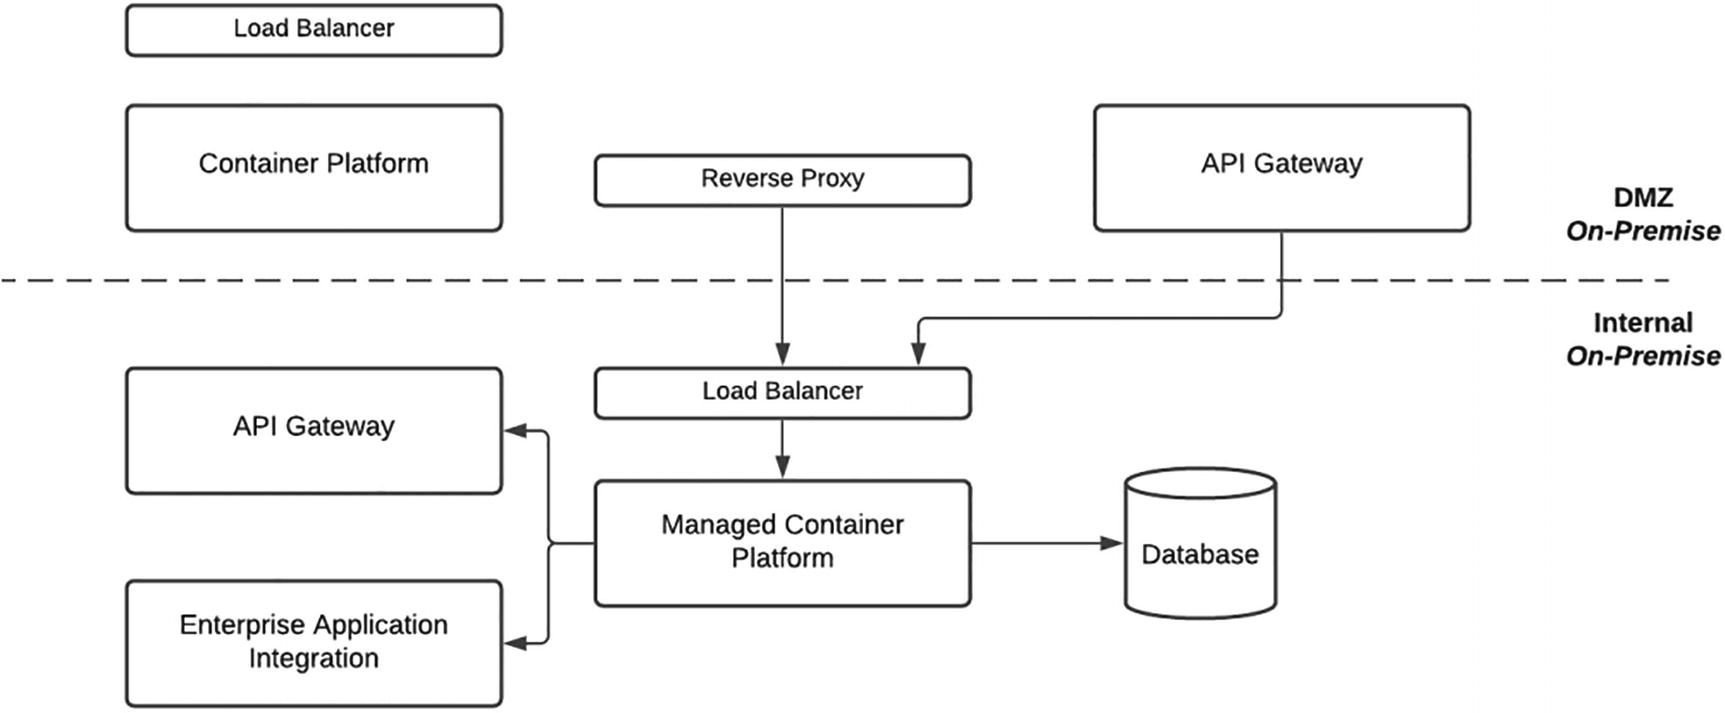 Load Balancer
Container Platform
Reverse Proxy
API Gateway
DMZ
On-Premise
Internal
On-Premise
API Gateway
Load Balancer
Managed Container
Platform
Database
Enterprise Application
Integration